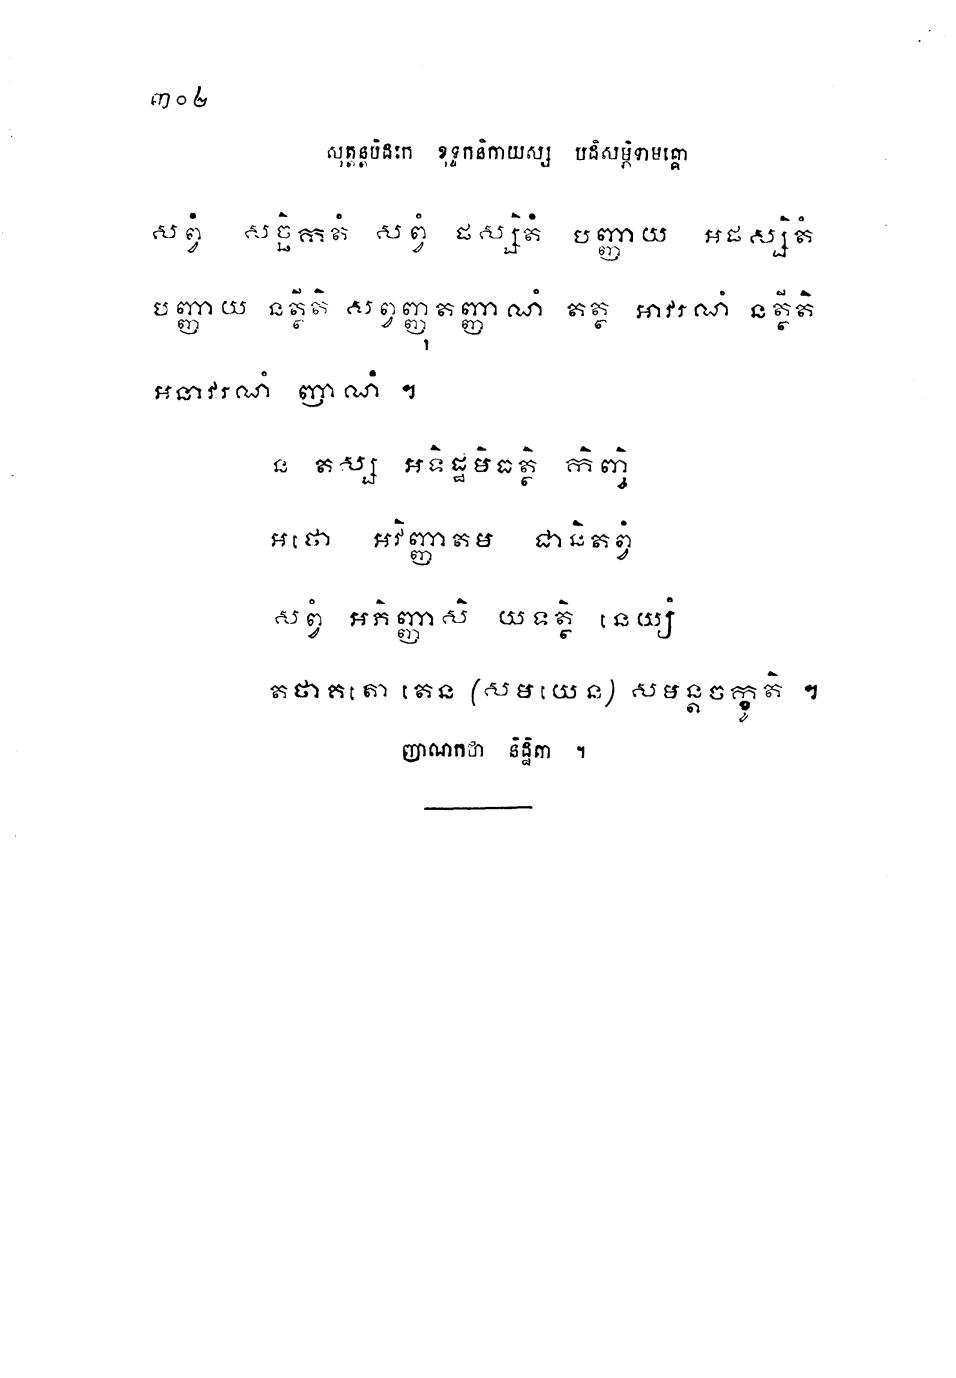 ៣០៤
សុត្តន្តបិដកេ ខុទ្ទកនិកាយស្ស បដិសម្ភិទាមគ្គោ
សព្វំ សច្ឆិកតំ សព្វំ ផស្សិតំ បញ្ញាយ អផស្សិតំ
បញ្ញាយ នត្ថីតិ សព្វញ្ញុតញ្ញាណំ តត្ថ អាវរណំ នត្ថីតិ
អនាវរណំ ញាណំ ។
ន តស្ស អទិដ្ឋមិធត្ថិ កិញ្ចិ
អថោ អវិញ្ញាតម ជានិតព្វំ
សព្វំ អភិញ្ញាសិ យទត្ថិ នេយ្យំ
តថាគតោ តេន (សមយេន) សមន្តចក្ខូតិ ។
ញាណកថា និដ្ឋិតា ។